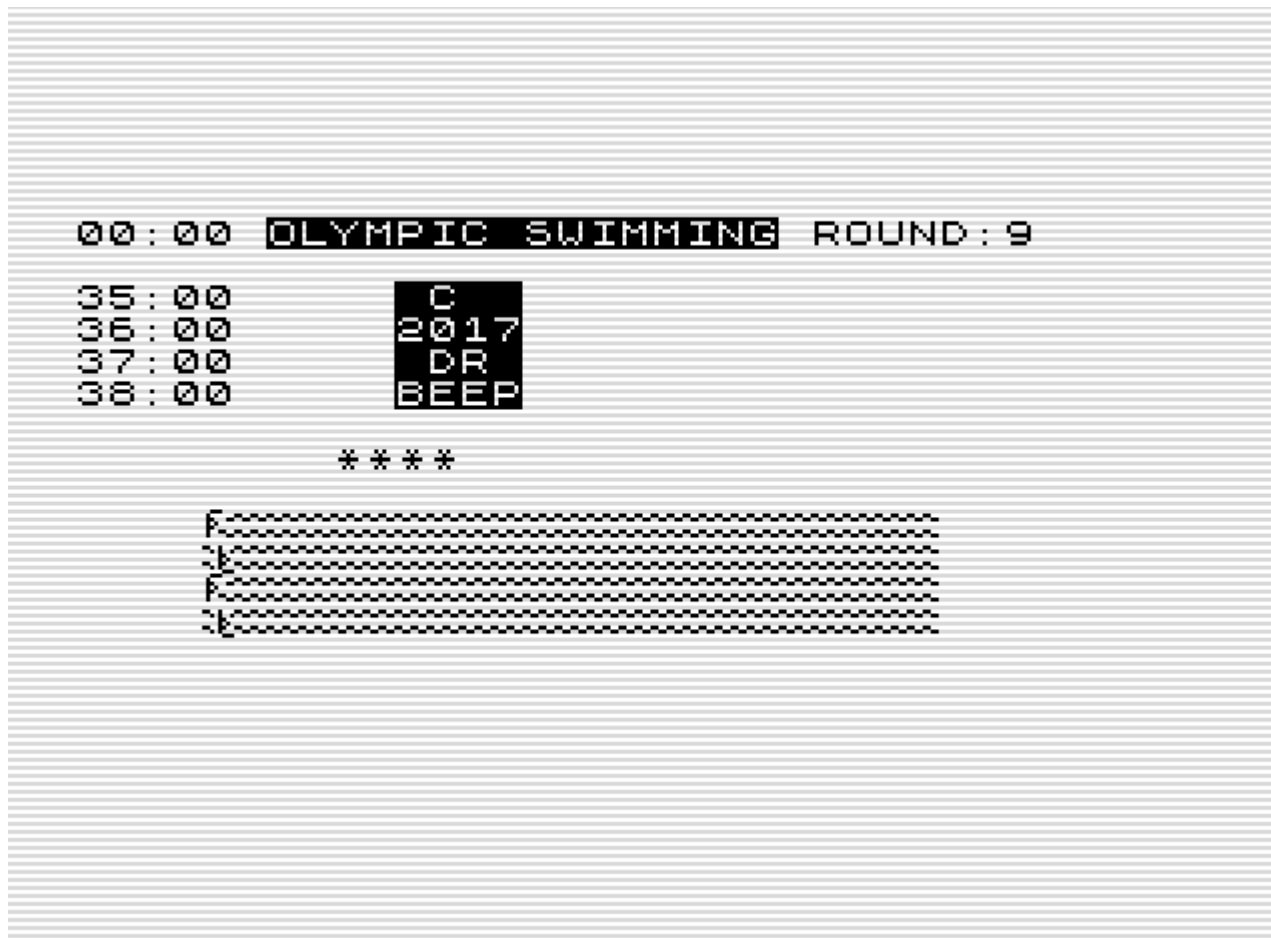 00:00 OLYMPIC SWIMMING ROUND:9
35:00 C
36:00 2017
37:00 DR
38:00 BEEP
****